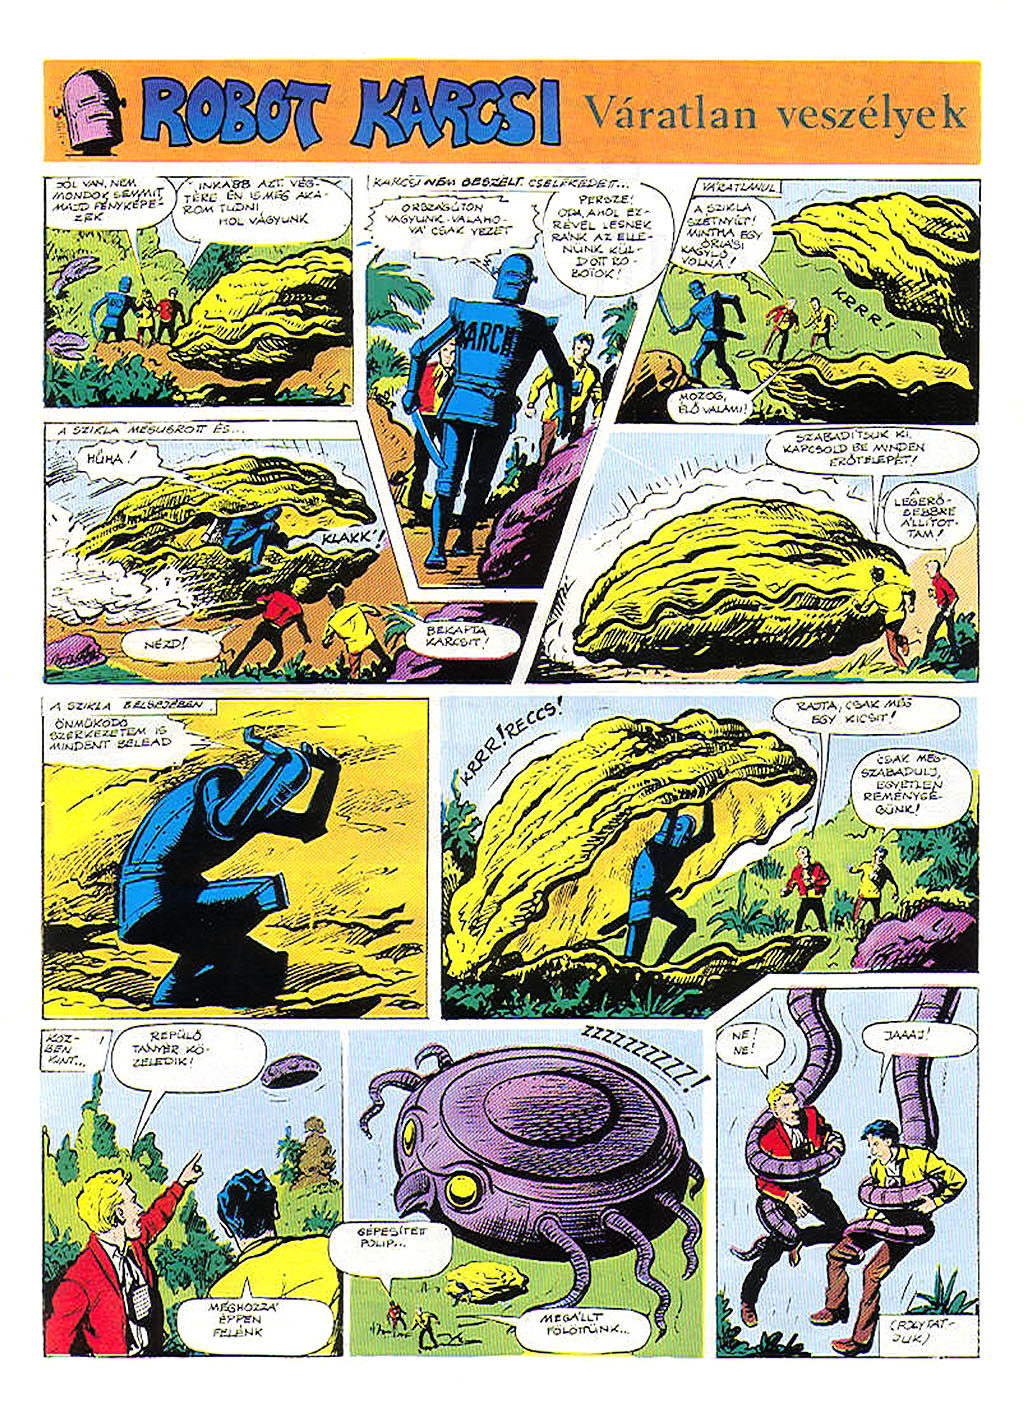 ROBOT KARCSI
Váratlan veszélyek
JÓL VAN, NEM
MONDOK SEMMIT,
MAJD FÉNYKÉPE-
ZEK
INKÁBB AZT. VÉG-
TÉRE ÉN IS MEG AKA-
ROM TUDNI
HOL VAGYUNK
KARCSI NEM BESZÉLT. CSELEKEDETT...
ORSZÁGÚTON
VAGYUNK. VALAHO-
VÁ CSAK VEZET
PERSZE!
ODA, AHOL EZ-
RÉVEL LESNEK
RÁNK AZ ELLE-
NÜNK KÜL-
DÖTT RO-
BOTOK!
KARCSI
VÁRATLANUL
A SZIKLA
SZÉTNYÍLT!
MINTHA EGY
ÓRIÁSI
KAGYLÓ
VOLNA!
KRRR!
MOZOG,
ÉLŐ VALAMI!
A SZIKLA MEGUGROTT ÉS...
HŰHA!
KLAKK!
NÉZD!
BEKAPTA
KARCSIT!
SZABADÍTSUK KI.
KAPCSOLD BE MINDEN
ERŐTELEPÉT!
A
LEGERŐ-
SEBBRE
ÁLLÍTOT-
TAM!
A SZIKLA BELSEJÉBEN.
ÖNMŰKÖDŐ
SZERKEZETEM IS
MINDENT BELEAD
KRRR! RECCS!
RAJTA, CSAK MÉG
EGY KICSIT!
CSAK MEG-
SZABADULJ,
EGYETLEN
REMÉNYSÉ-
GÜNK!
KÖZ-
BEN
KINT...
REPÜLŐ
TÁNYÉR KÖ-
ZELEDIK!
MÉGHOZZÁ
ÉPPEN
FELÉNK
ZZZZZZZZZZ!
GÉPESÍTETT
POLIP...
MEGÁLLT
FÖLÖTTÜNK...
NE!
NE!
JAAAJ!
(FOLYTAT-
JUK)